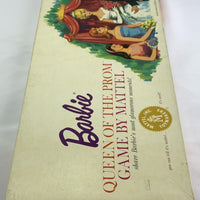 Barbie
QUEEN OF THE PROM
GAME BY MATTEL
share Barbie's most glamorous moments!